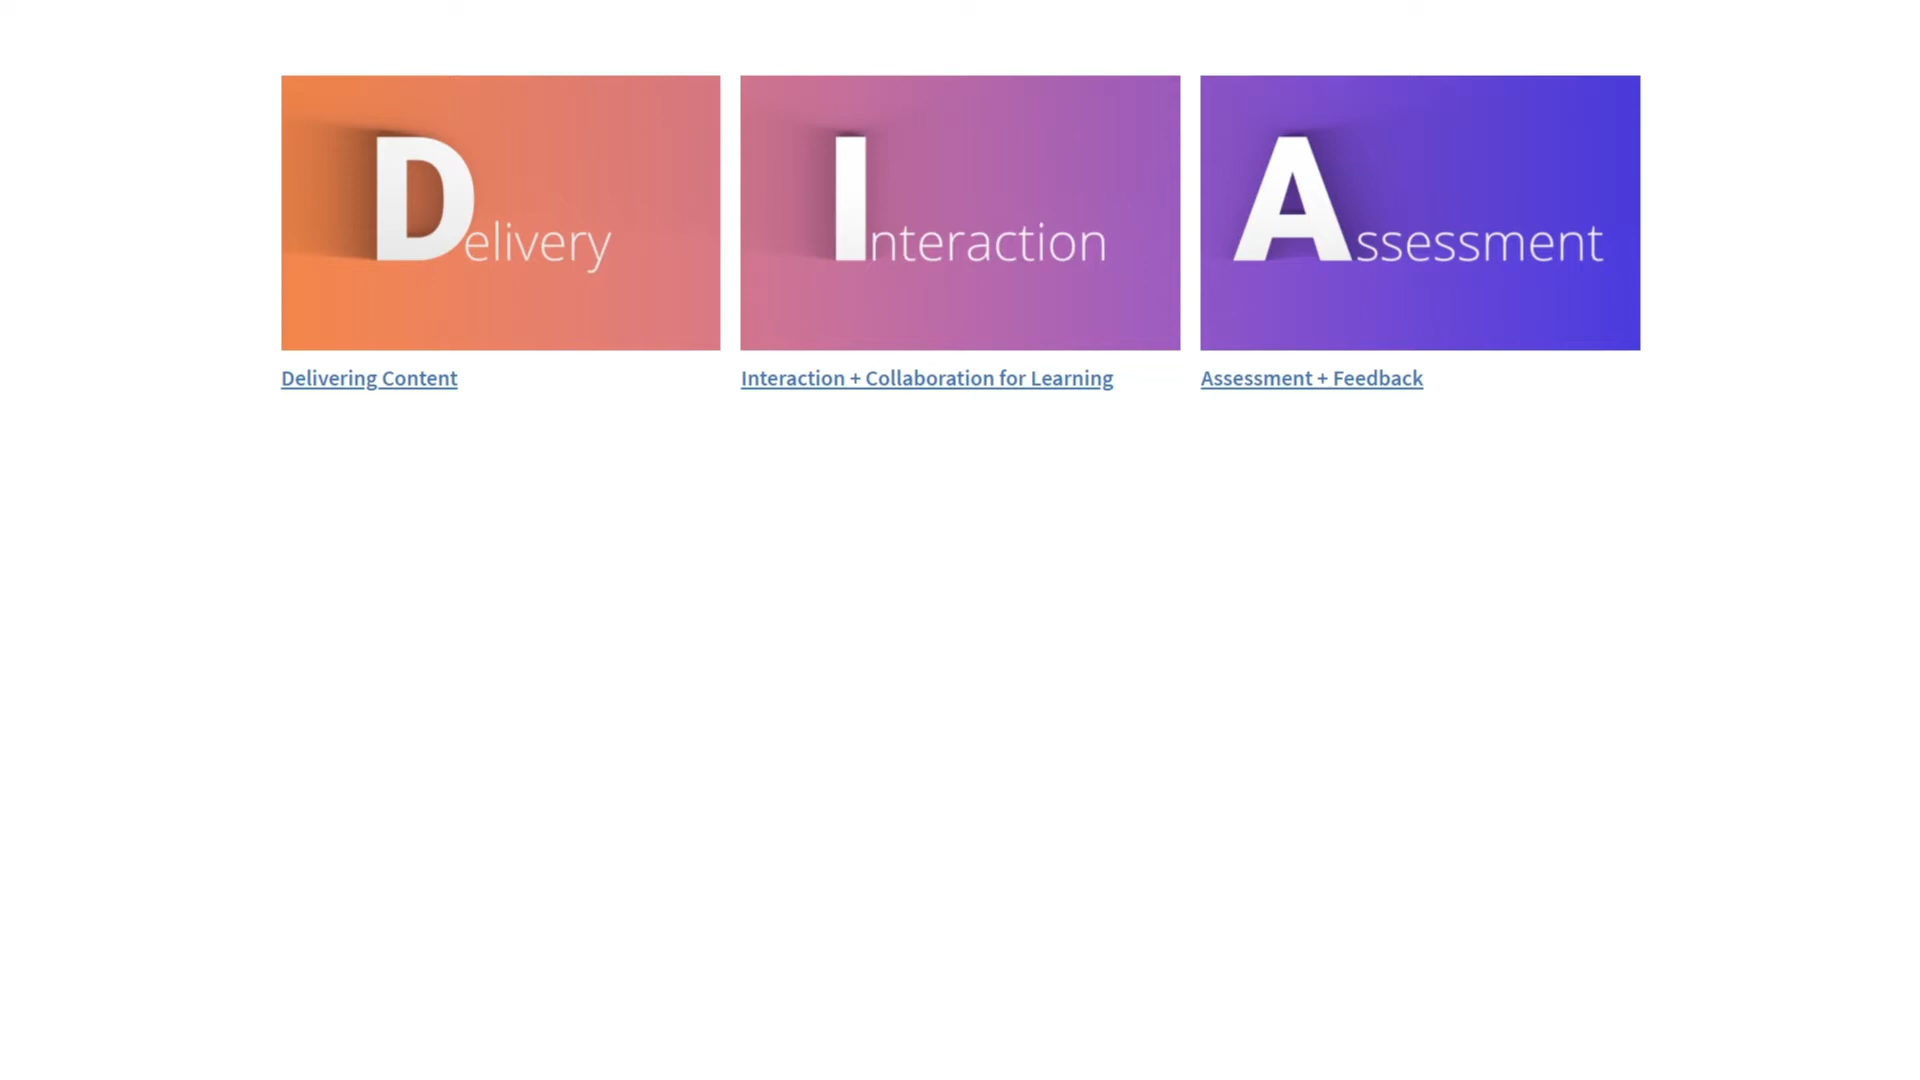 Delivery
Interaction
Assessment
Delivering Content
Interaction + Collaboration for Learning
Assessment + Feedback